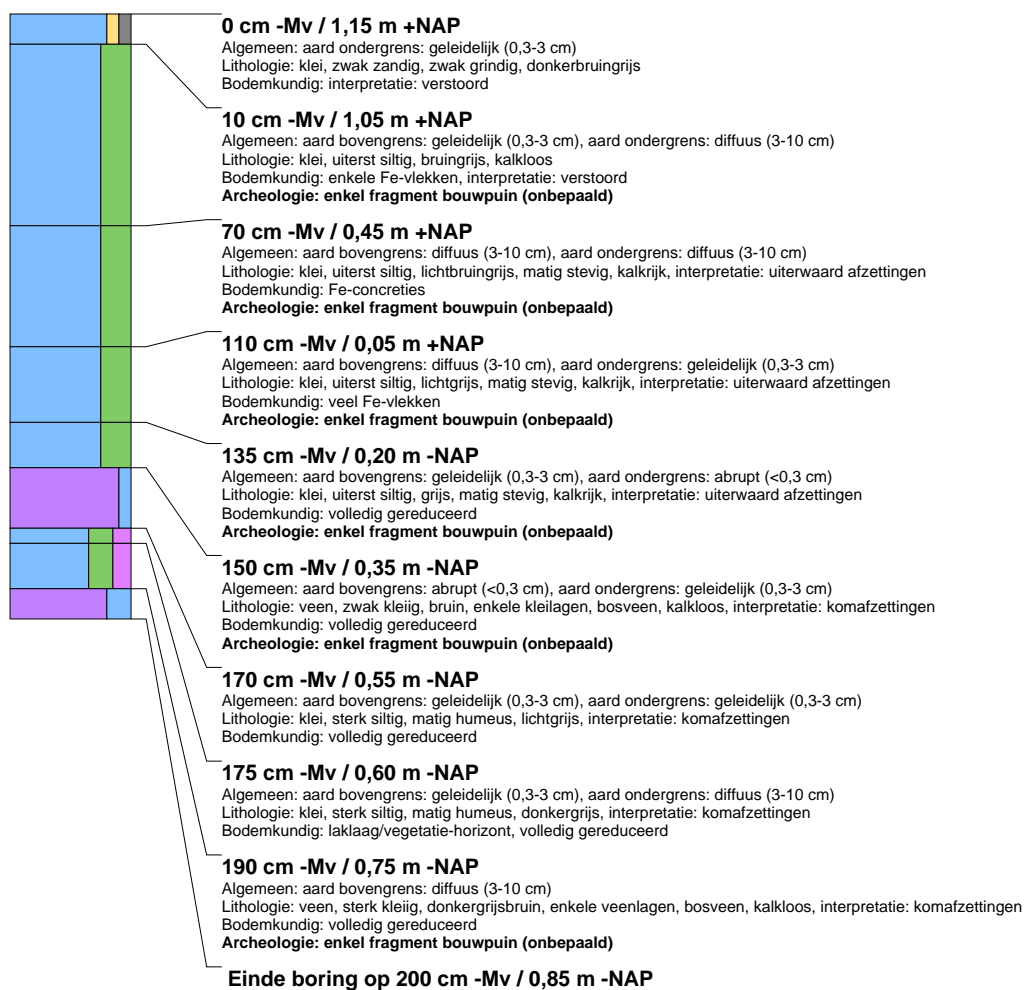 0 cm -Mv / 1,15 m +NAP
Algemeen: aard ondergrens: geleidelijk (0,3-3 cm)
Lithologie: klei, zwak zandig, zwak grindig, donkerbruingrijs
Bodemkundig: interpretatie: verstoord
10 cm -Mv / 1,05 m +NAP
Algemeen: aard bovengrens: geleidelijk (0,3-3 cm), aard ondergrens: diffuus (3-10 cm)
Lithologie: klei, uiterst siltig, bruingrijs, kalkloos
Bodemkundig: enkele Fe-vlekken, interpretatie: verstoord
Archeologie: enkel fragment bouwpuin (onbepaald)
70 cm -Mv / 0,45 m +NAP
Algemeen: aard bovengrens: diffuus (3-10 cm), aard ondergrens: diffuus (3-10 cm)
Lithologie: klei, uiterst siltig, lichtbruingrijs, matig stevig, kalkrijk, interpretatie: uiterwaard afzettingen
Bodemkundig: Fe-concreties
Archeologie: enkel fragment bouwpuin (onbepaald)
110 cm -Mv / 0,05 m +NAP
Algemeen: aard bovengrens: diffuus (3-10 cm), aard ondergrens: geleidelijk (0,3-3 cm)
Lithologie: klei, uiterst siltig, lichtgrijs, matig stevig, kalkrijk, interpretatie: uiterwaard afzettingen
Bodemkundig: veel Fe-vlekken
Archeologie: enkel fragment bouwpuin (onbepaald)
135 cm -Mv / 0,20 m -NAP
Algemeen: aard bovengrens: geleidelijk (0,3-3 cm), aard ondergrens: abrupt (<0,3 cm)
Lithologie: klei, uiterst siltig, grijs, matig stevig, kalkrijk, interpretatie: uiterwaard afzettingen
Bodemkundig: volledig gereduceerd
Archeologie: enkel fragment bouwpuin (onbepaald)
150 cm -Mv / 0,35 m -NAP
Algemeen: aard bovengrens: abrupt (<0,3 cm), aard ondergrens: geleidelijk (0,3-3 cm)
Lithologie: veen, zwak kleiig, bruin, enkele kleilagen, bosveen, kalkloos, interpretatie: komafzettingen
Bodemkundig: volledig gereduceerd
Archeologie: enkel fragment bouwpuin (onbepaald)
170 cm -Mv / 0,55 m -NAP
Algemeen: aard bovengrens: geleidelijk (0,3-3 cm), aard ondergrens: geleidelijk (0,3-3 cm)
Lithologie: klei, sterk siltig, matig humeus, lichtgrijs, interpretatie: komafzettingen
Bodemkundig: volledig gereduceerd
175 cm -Mv / 0,60 m -NAP
Algemeen: aard bovengrens: geleidelijk (0,3-3 cm), aard ondergrens: diffuus (3-10 cm)
Lithologie: klei, sterk siltig, matig humeus, donkergrijs, interpretatie: komafzettingen
Bodemkundig: laklaag/vegetatie-horizont, volledig gereduceerd
190 cm -Mv / 0,75 m -NAP
Algemeen: aard bovengrens: diffuus (3-10 cm)
Lithologie: veen, sterk kleiig, donkergrijsbruin, enkele veenlagen, bosveen, kalkloos, interpretatie: komafzettingen
Bodemkundig: volledig gereduceerd
Archeologie: enkel fragment bouwpuin (onbepaald)
Einde boring op 200 cm -Mv / 0,85 m -NAP